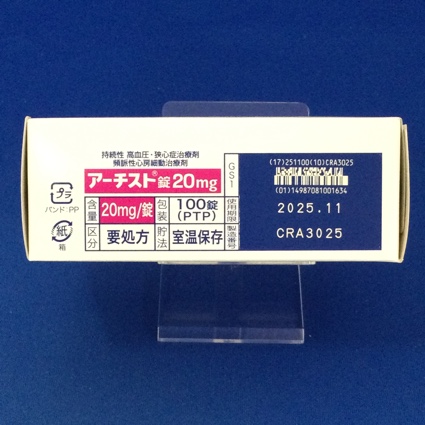 持続性 高血圧・狭心症治療剤
頻脈性心房細動治療剤
アーチスト®錠20mg
含量 20mg/錠 包装 100錠(PTP)
区分 要処方 貯法 室温保存
プラ
バンド PP
紙
箱
GS1
使用期限
製造番号
(17)251100(10)CRA3025
(01)14987081001634
2025.11
CRA3025